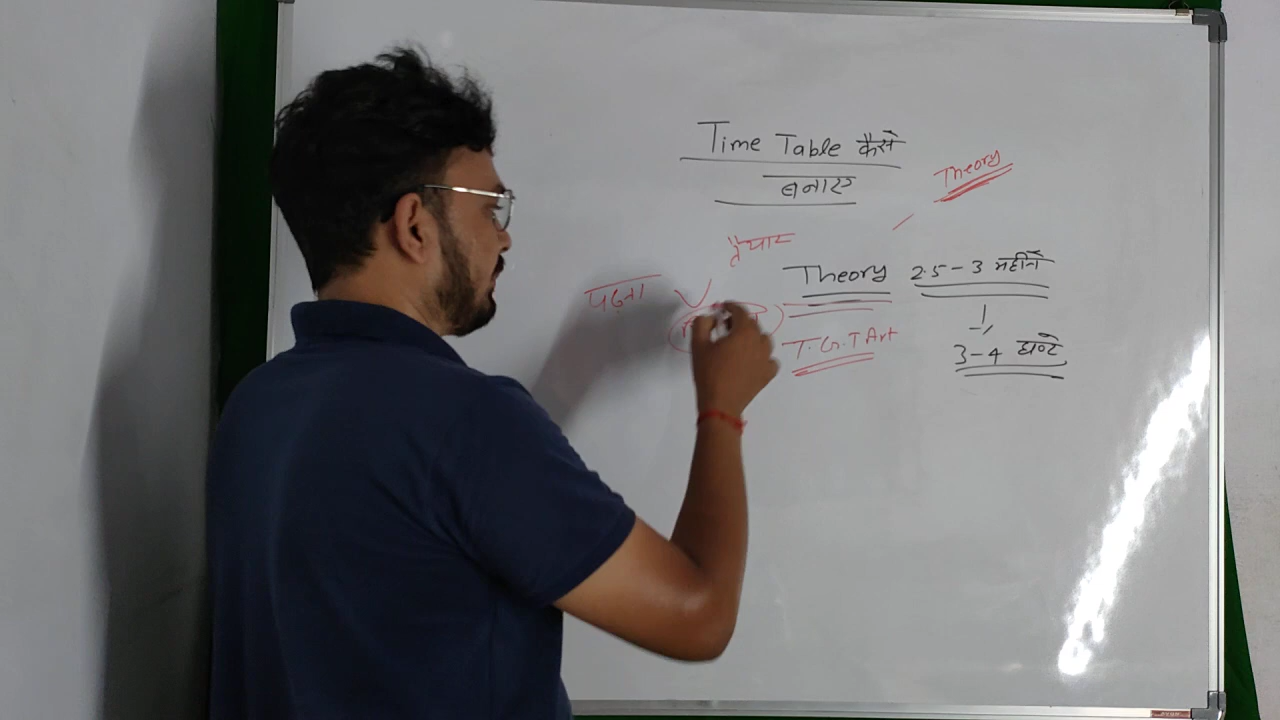 Time Table कैसे
बनाए
Theory
तैयार
Theory 2.5-3 महीने
पढ़ना
T.G.T Art
3-4 घण्टे